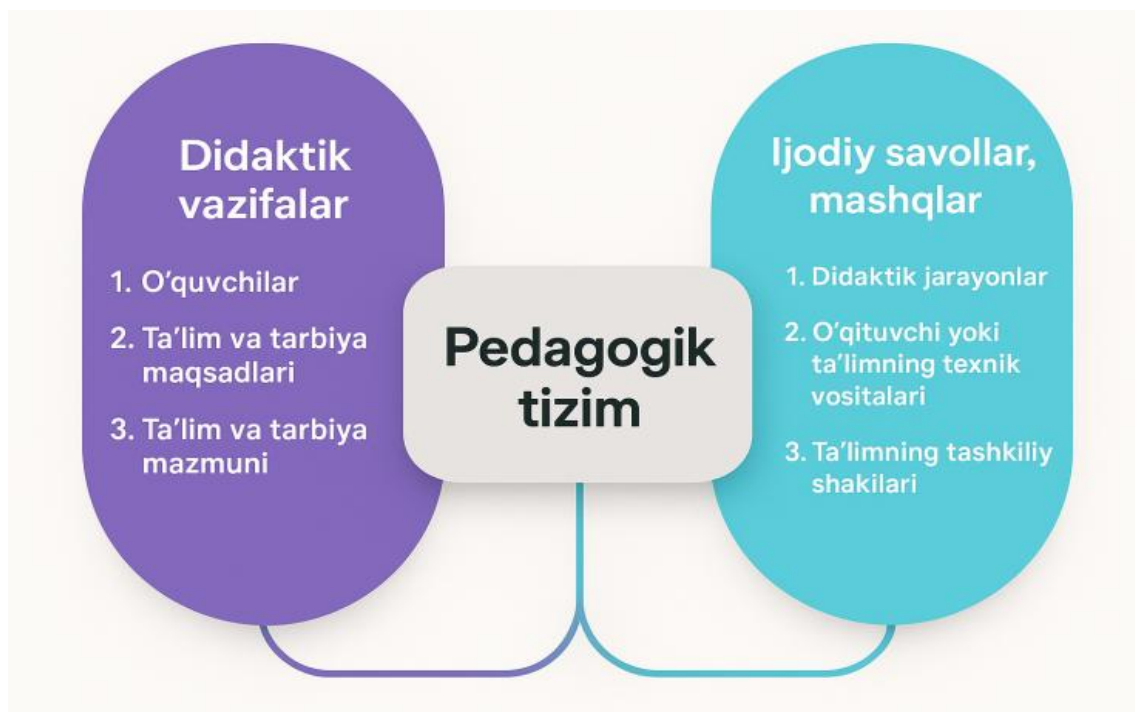 Didaktik
vazifalar
1. O‘quvchilar
2. Ta’lim va tarbiya
maqsadlari
3. Ta’lim va tarbiya
mazmuni
Pedagogik
tizim
Ijodiy savollar,
mashqlar
1. Didaktik jarayonlar
2. O‘qituvchi yoki
ta’limning texnik
vositalari
3. Ta’limning tashkiliy
shakilari